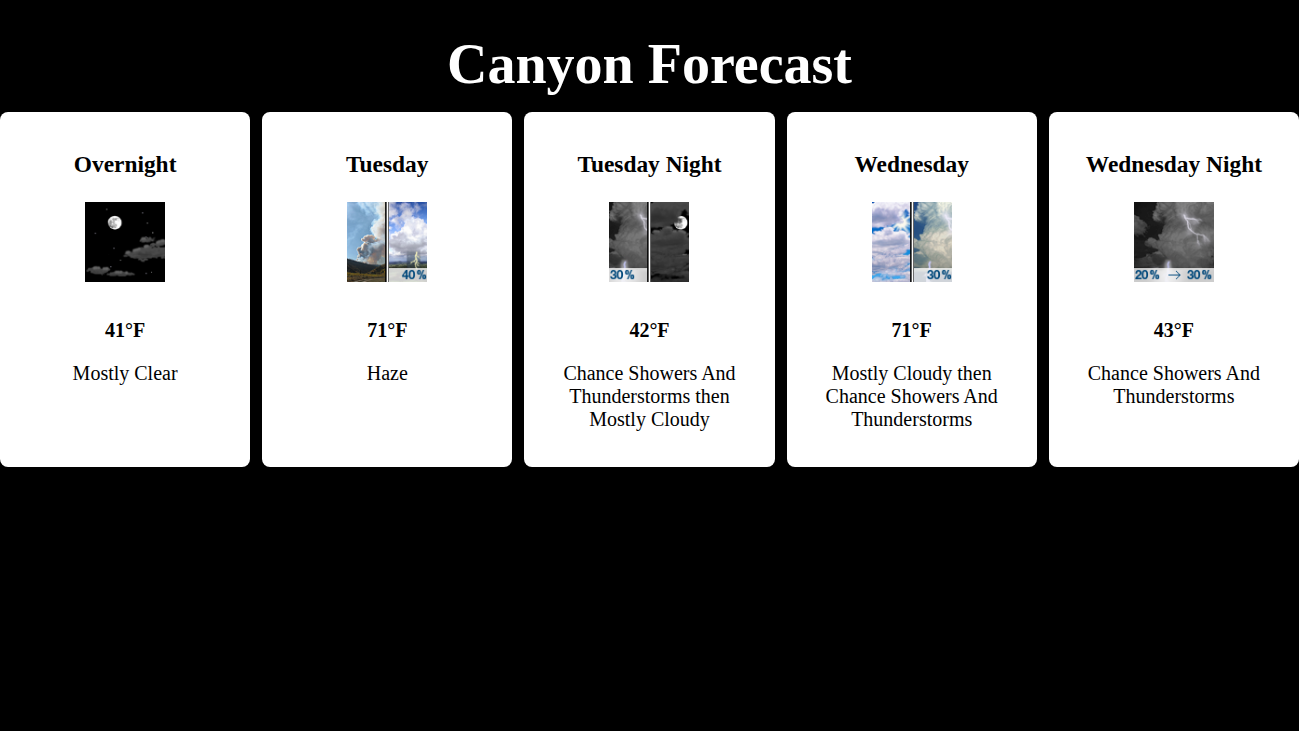 Canyon Forecast
Overnight
41°F
Mostly Clear
Tuesday
40%
71°F
Haze
Tuesday Night
30%
42°F
Chance Showers And
Thunderstorms then
Mostly Cloudy
Wednesday
30%
71°F
Mostly Cloudy then
Chance Showers And
Thunderstorms
Wednesday Night
20% → 30%
43°F
Chance Showers And
Thunderstorms